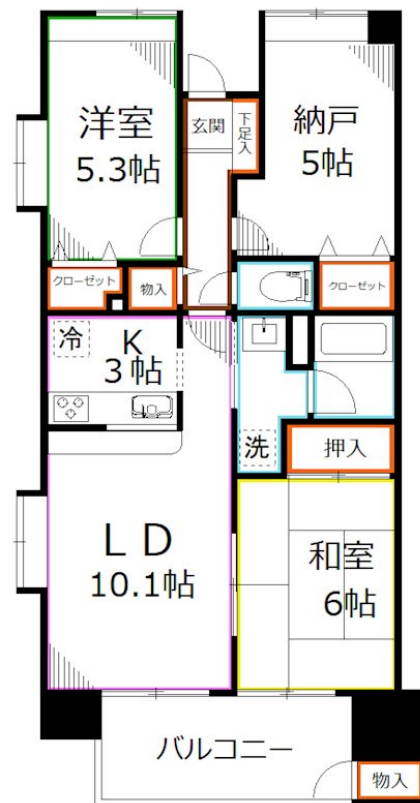 洋室
5.3帖
玄関
下足入
納戸
5帖
クローゼット
物入
クローゼット
冷
K
3帖
洗
押入
LD
10.1帖
和室
6帖
バルコニー
物入